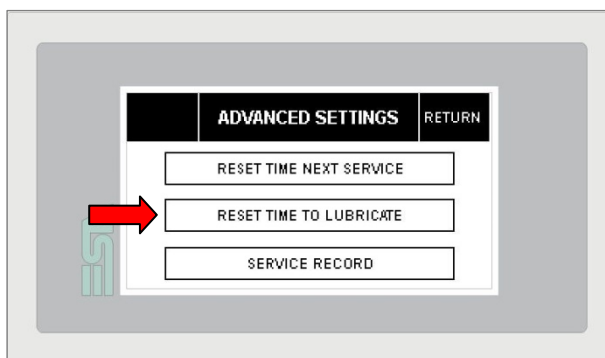 ADVANCED SETTINGS RETURN
RESET TIME NEXT SERVICE
RESET TIME TO LUBRICATE
SERVICE RECORD